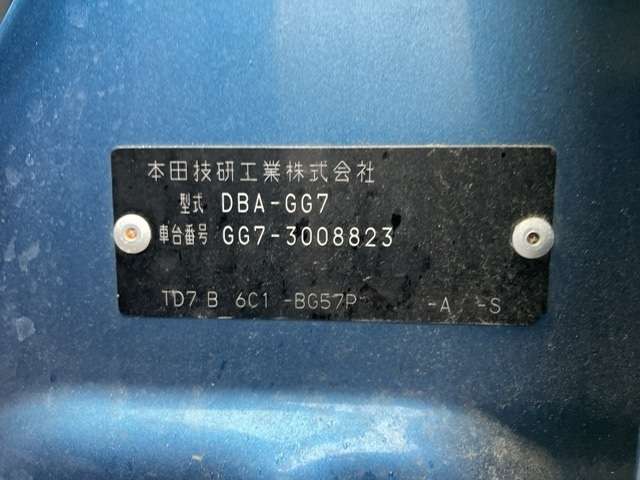 本田技研工業株式会社
型式 DBA-GG7
車台番号 GG7-3008823
TD7 B 6C1 -BG57P -A -S